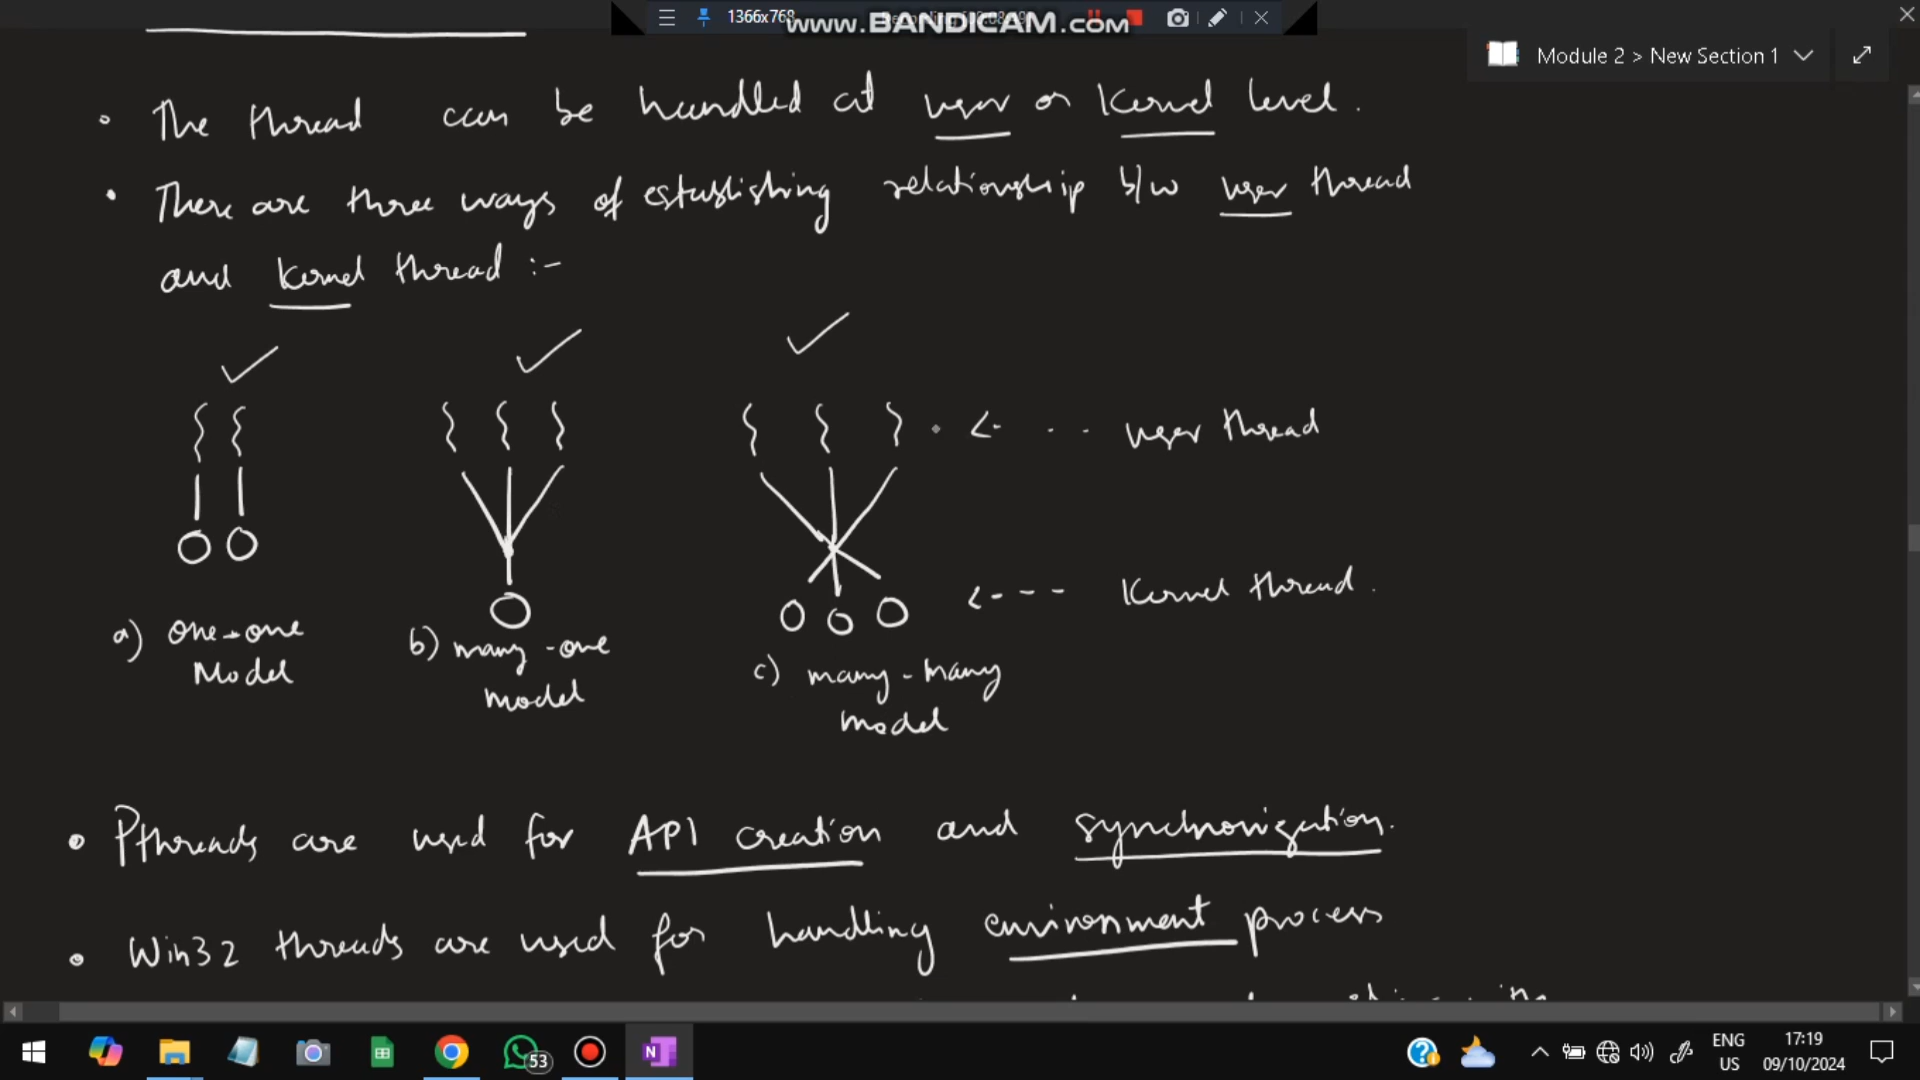 1366x768
www.BANDICAM.com
Module 2 > New Section 1
• The thread can be handled at user or Kernel level.
• There are three ways of establishing relationship b/w user thread
and Kernel thread :-
<- - - user thread
<- - - Kernel thread.
a) one-one
Model
b) many-one
model
c) many-many
model
• Pthreads are used for API creation and synchronization.
• Win32 threads are used for handling environment process
53
ENG
US
17:19
09/10/2024